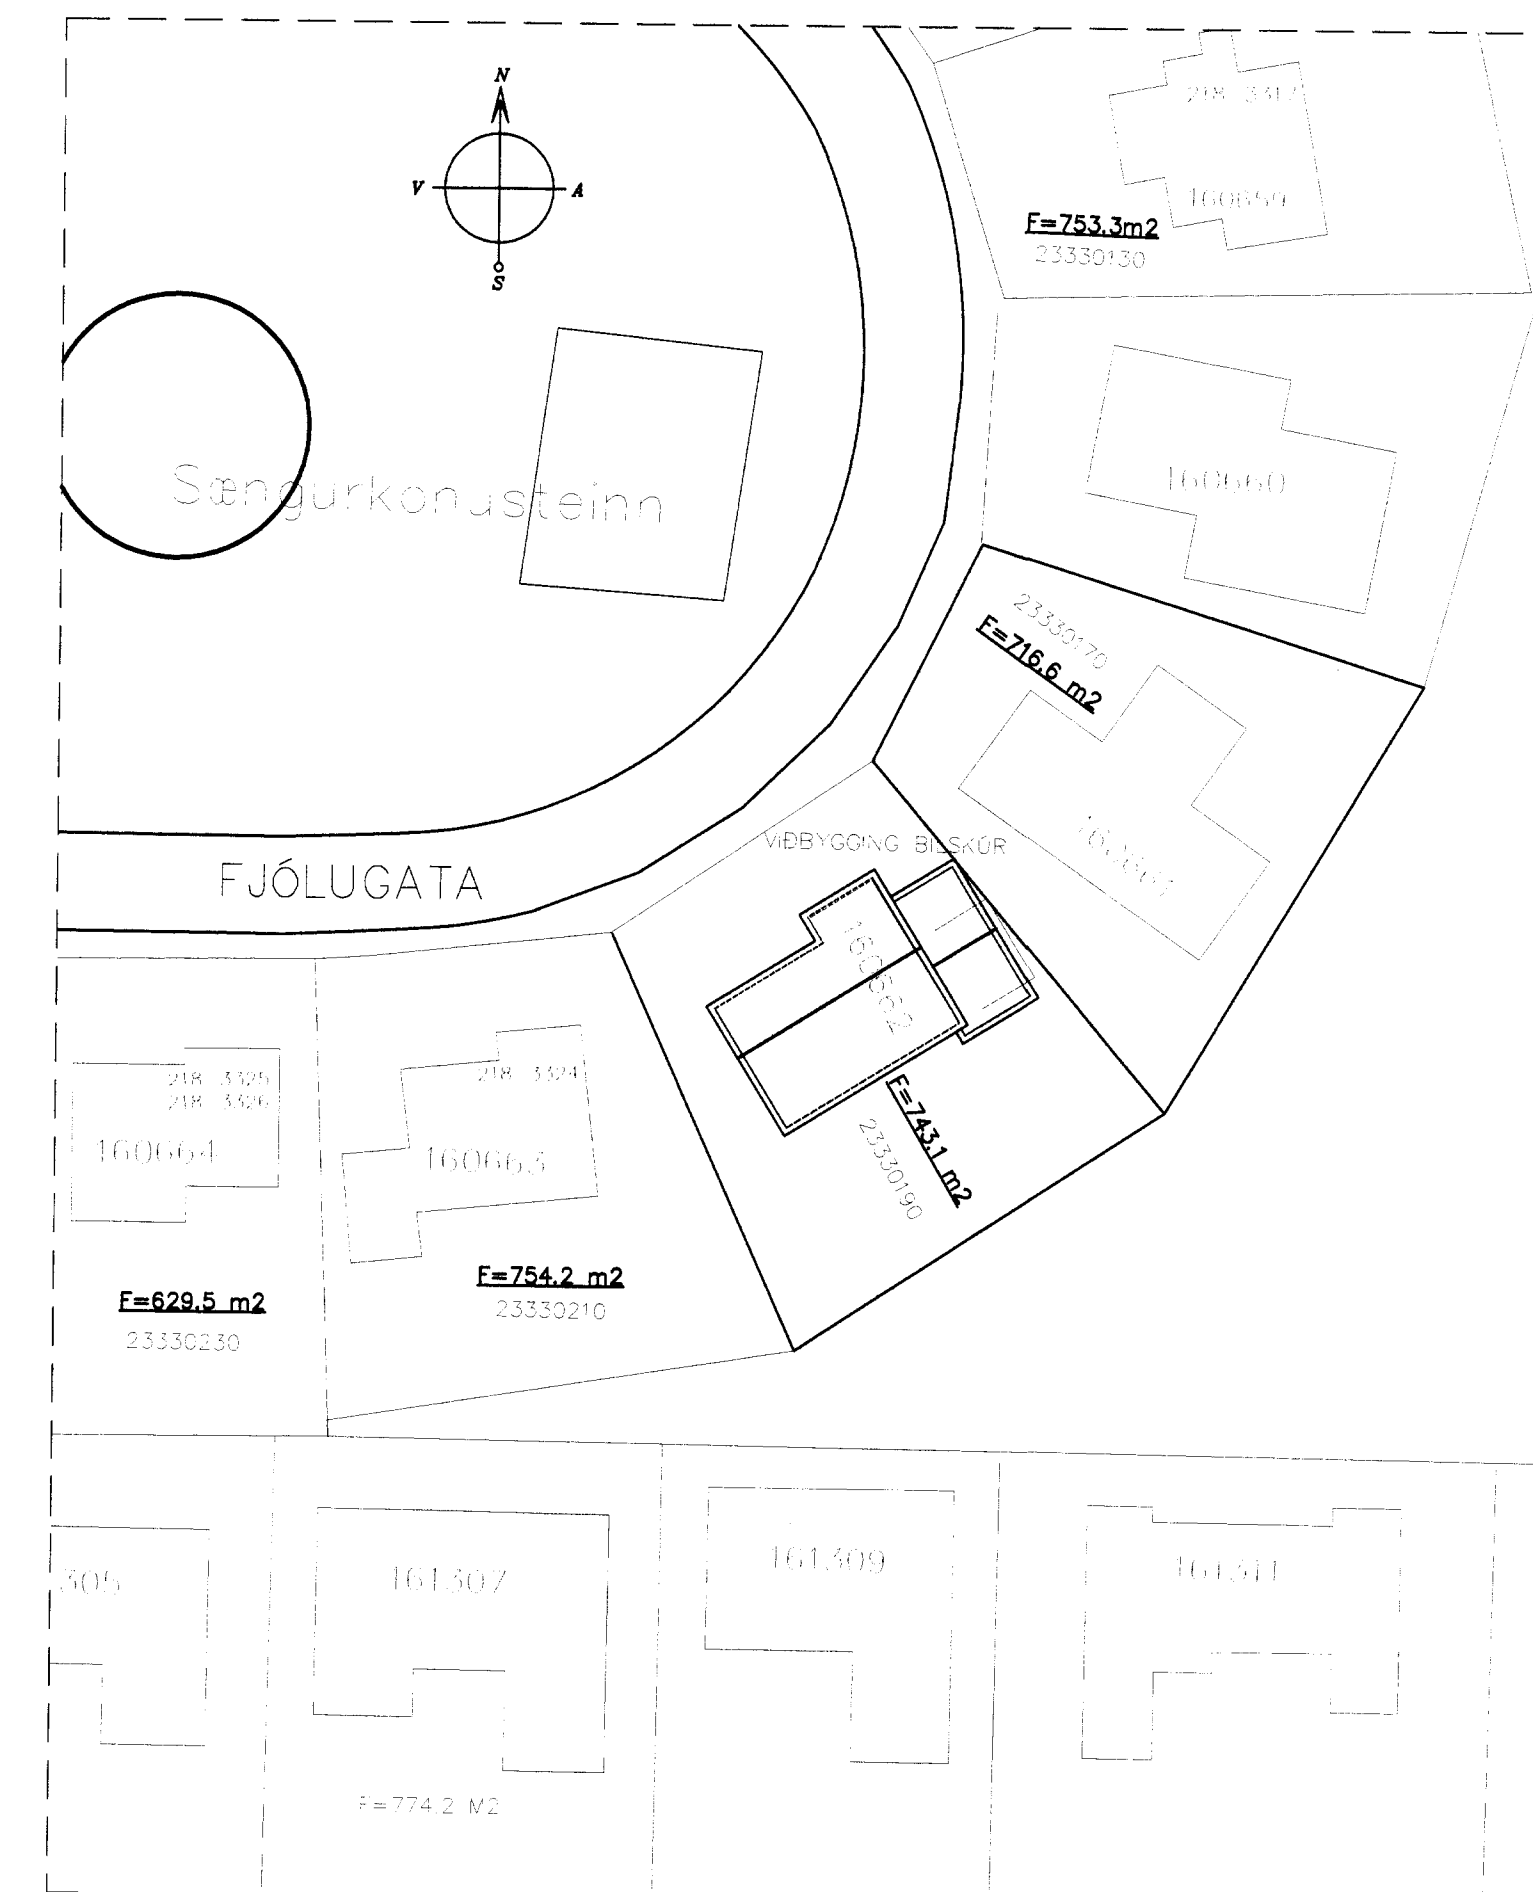 N
V
A
S
218 3317
160659
F=753.3m2
23330130
Sængurkonusteinn
160660
23330170
F=716.6 m2
VIÐBYGGING BÍLSKÚR
160662
FJÓLUGATA
218 3325
218 3326
160664
218 3324
160663
F=743.1 m2
23330190
F=754.2 m2
23330210
F=629.5 m2
23330230
305
161307
161309
161311
F=774.2 M2